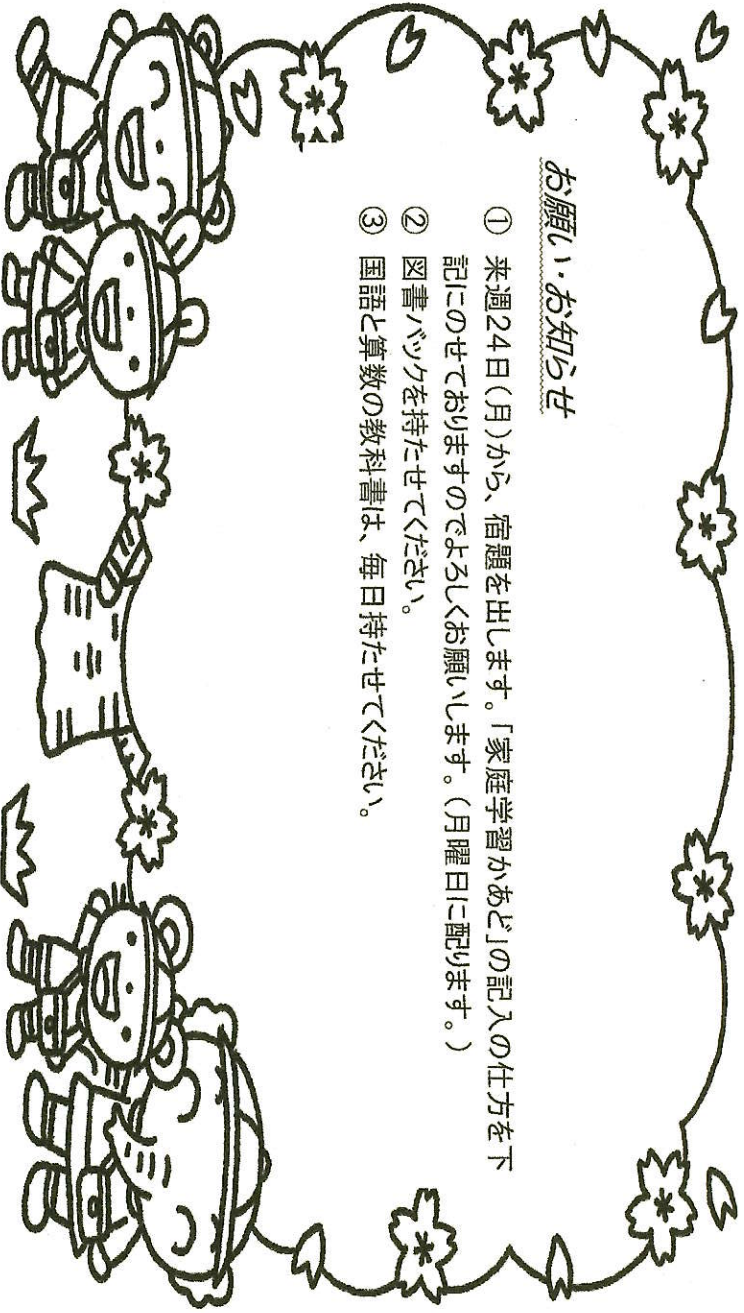 お願い・お知らせ
① 来週24日(月)から、宿題を出します。「家庭学習かあど」の記入の仕方を下
記にのせておりますのでよろしくお願いします。(月曜日に配ります。)
② 図書バックを持たせてください。
③ 国語と算数の教科書は、毎日持たせてください。